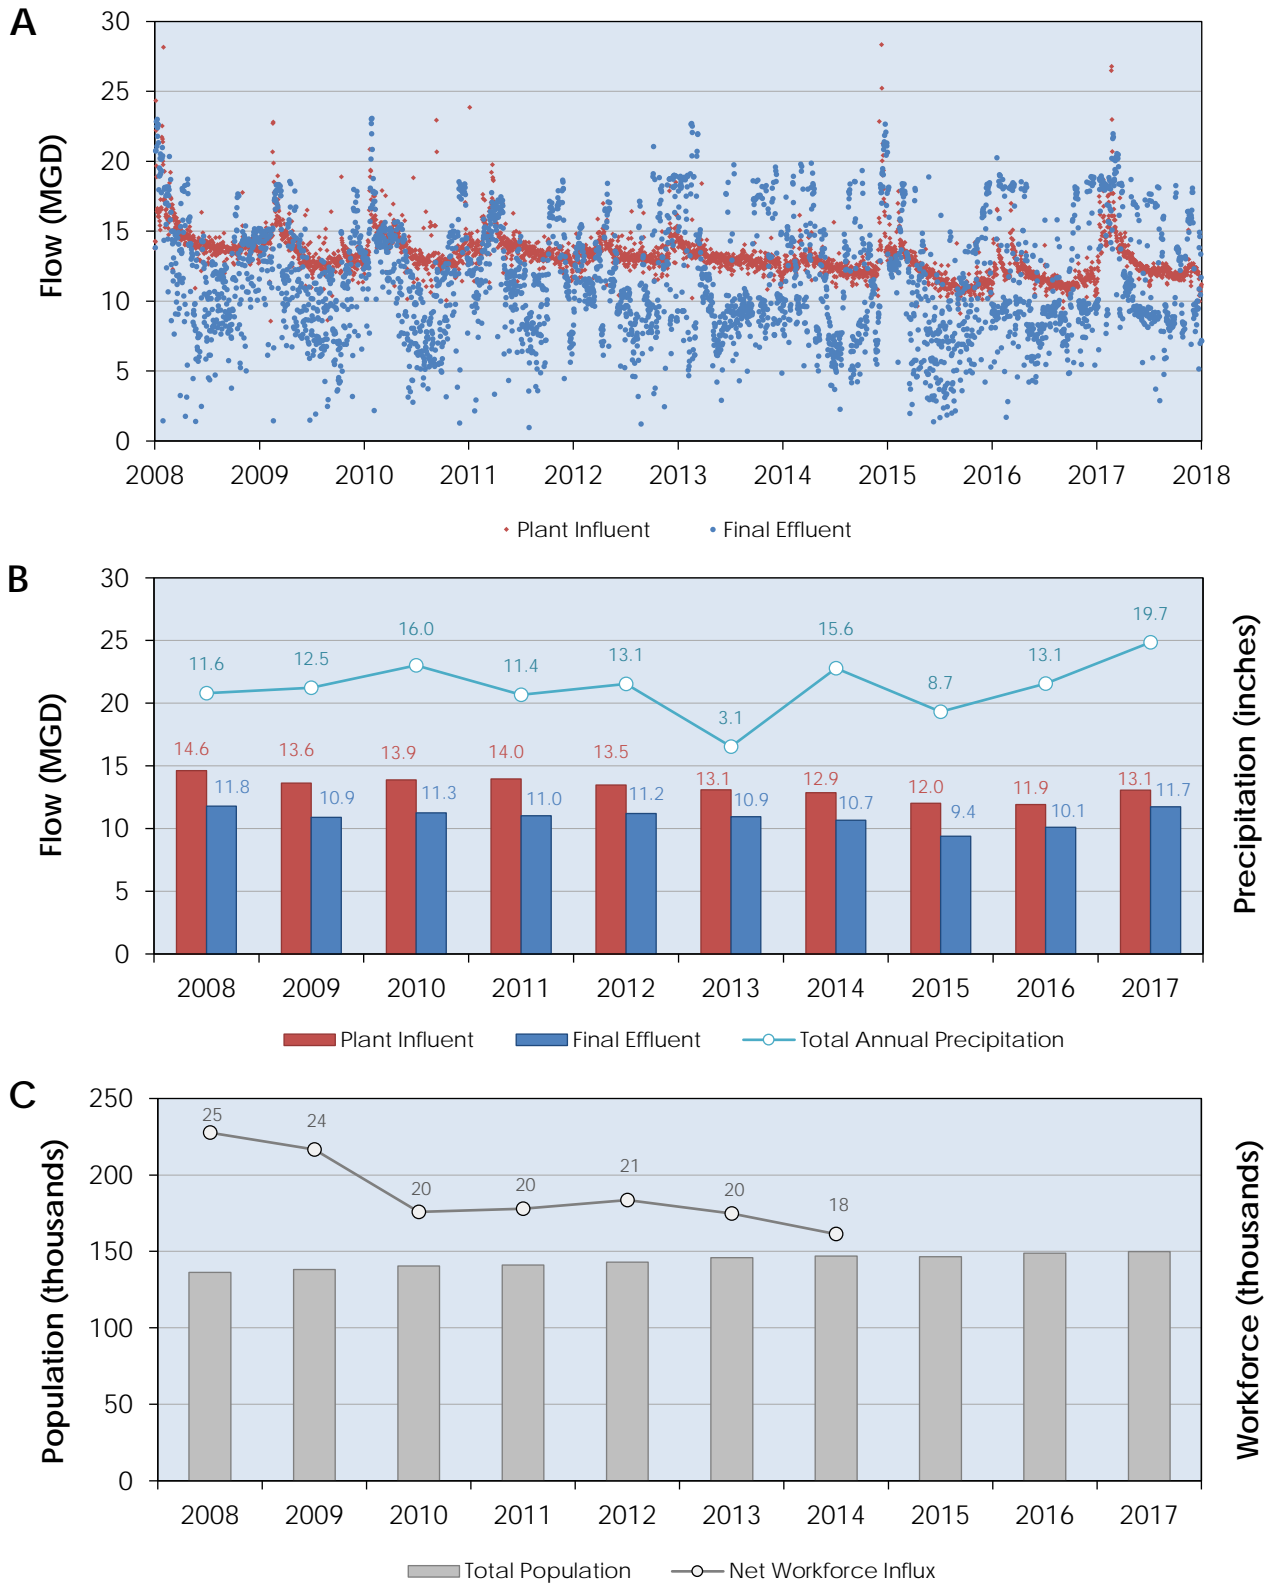 A
Flow (MGD)
30
25
20
15
10
5
0
2008 2009 2010 2011 2012 2013 2014 2015 2016 2017 2018
Plant Influent Final Effluent
B
Flow (MGD)
Precipitation (inches)
30
25
20
15
10
5
0
11.6 12.5 16.0 11.4 13.1 3.1 15.6 8.7 13.1 19.7
14.6 13.6 13.9 14.0 13.5 13.1 12.9 12.0 11.9 13.1
11.8 10.9 11.3 11.0 11.2 10.9 10.7 9.4 10.1 11.7
2008 2009 2010 2011 2012 2013 2014 2015 2016 2017
Plant Influent Final Effluent Total Annual Precipitation
C
Population (thousands)
Workforce (thousands)
250
200
150
100
50
0
25 24 20 20 21 20 18
2008 2009 2010 2011 2012 2013 2014 2015 2016 2017
Total Population Net Workforce Influx